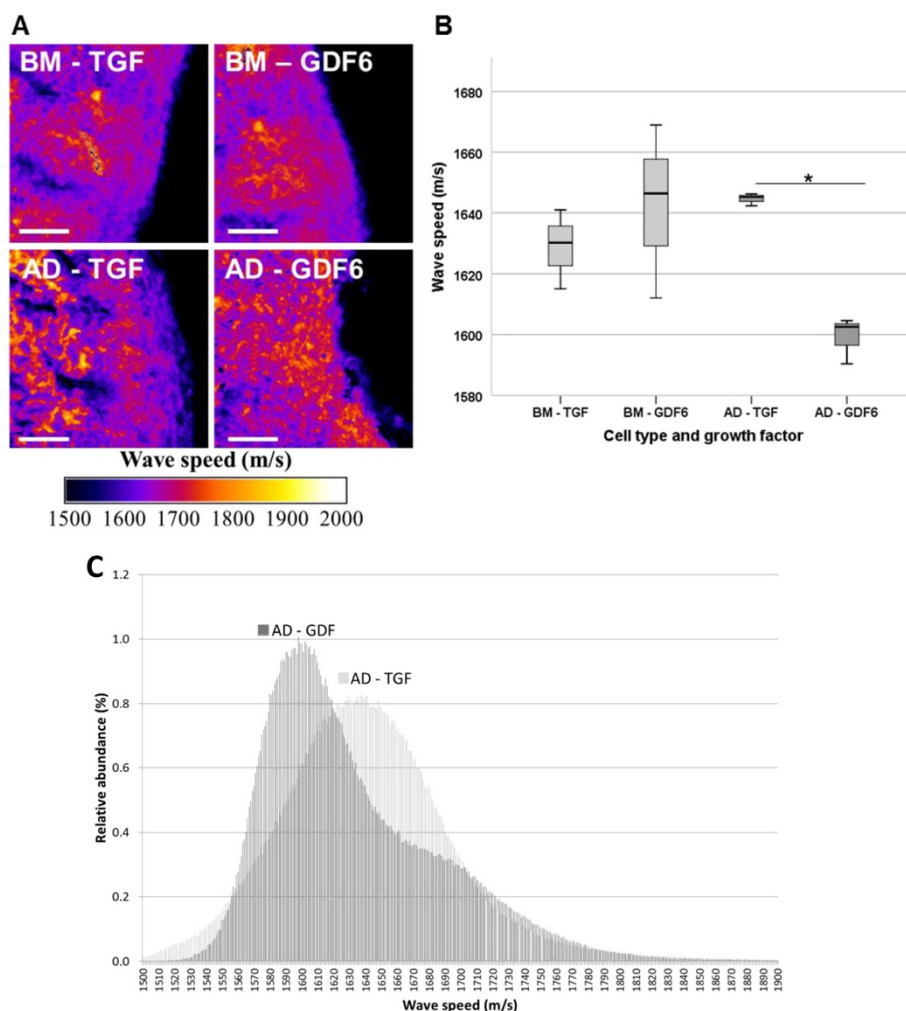 A
BM - TGF
BM – GDF6
AD - TGF
AD - GDF6
Wave speed (m/s)
1500 1600 1700 1800 1900 2000
B
Wave speed (m/s)
1680
1660
1640
1620
1600
1580
*
BM - TGF
BM - GDF6
AD - TGF
AD - GDF6
Cell type and growth factor
C
Relative abundance (%)
1.2
1.0
0.8
0.6
0.4
0.2
0.0
AD - GDF
AD - TGF
1500 1510 1520 1530 1540 1550 1560 1570 1580 1590 1600 1610 1620 1630 1640 1650 1660 1670 1680 1690 1700 1710 1720 1730 1740 1750 1760 1770 1780 1790 1800 1810 1820 1830 1840 1850 1860 1870 1880 1890 1900
Wave speed (m/s)